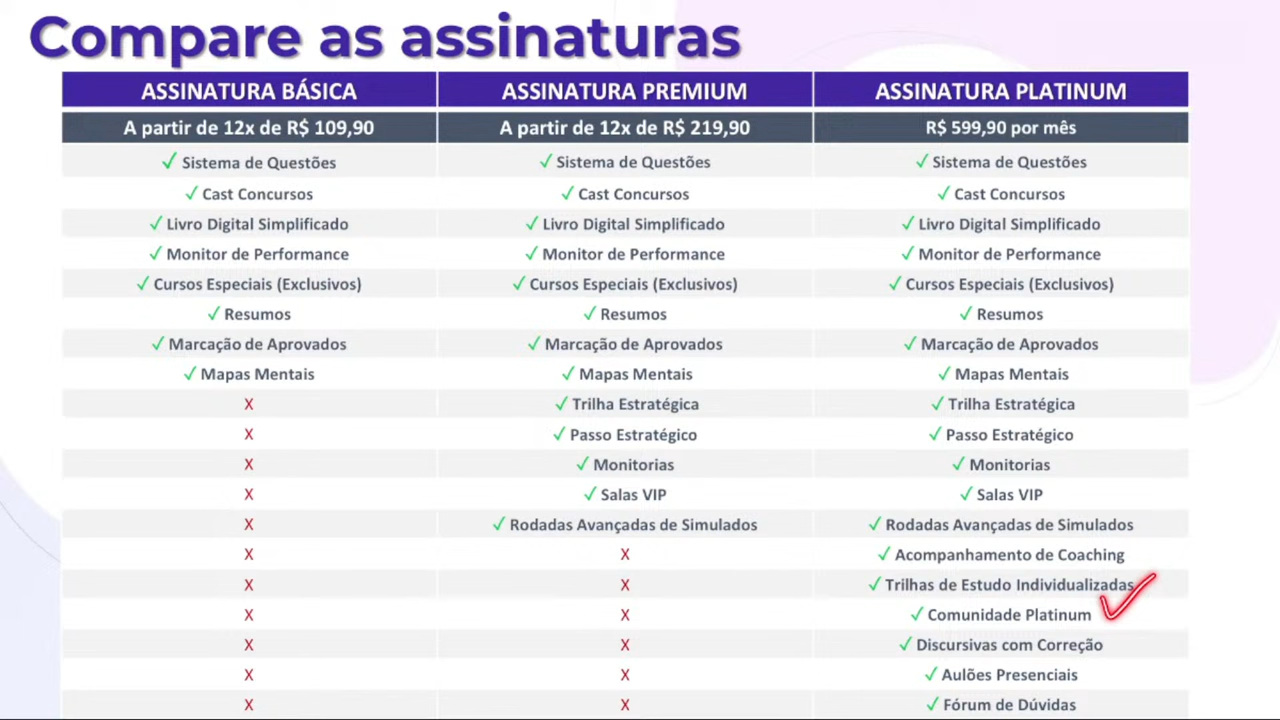 Compare as assinaturas
ASSINATURA BÁSICA ASSINATURA PREMIUM ASSINATURA PLATINUM
A partir de 12x de R$ 109,90 A partir de 12x de R$ 219,90 R$ 599,90 por mês
✓ Sistema de Questões ✓ Sistema de Questões ✓ Sistema de Questões
✓ Cast Concursos ✓ Cast Concursos ✓ Cast Concursos
✓ Livro Digital Simplificado ✓ Livro Digital Simplificado ✓ Livro Digital Simplificado
✓ Monitor de Performance ✓ Monitor de Performance ✓ Monitor de Performance
✓ Cursos Especiais (Exclusivos) ✓ Cursos Especiais (Exclusivos) ✓ Cursos Especiais (Exclusivos)
✓ Resumos ✓ Resumos ✓ Resumos
✓ Marcação de Aprovados ✓ Marcação de Aprovados ✓ Marcação de Aprovados
✓ Mapas Mentais ✓ Mapas Mentais ✓ Mapas Mentais
X ✓ Trilha Estratégica ✓ Trilha Estratégica
X ✓ Passo Estratégico ✓ Passo Estratégico
X ✓ Monitorias ✓ Monitorias
X ✓ Salas VIP ✓ Salas VIP
X ✓ Rodadas Avançadas de Simulados ✓ Rodadas Avançadas de Simulados
X X ✓ Acompanhamento de Coaching
X X ✓ Trilhas de Estudo Individualizadas
X X ✓ Comunidade Platinum
X X ✓ Discursivas com Correção
X X ✓ Aulões Presenciais
X X ✓ Fórum de Dúvidas